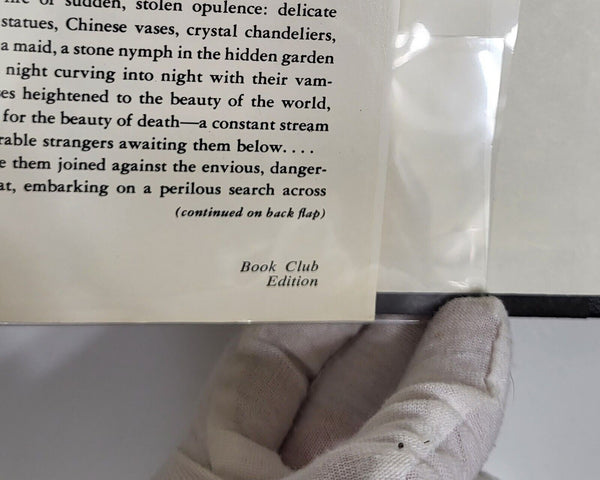 of sudden, stolen opulence: delicate
statues, Chinese vases, crystal chandeliers,
a maid, a stone nymph in the hidden garden
night curving into night with their vam-
heightened to the beauty of the world,
for the beauty of death—a constant stream
strangers awaiting them below. . . .
them joined against the envious, danger-
embarking on a perilous search across
(continued on back flap)
Book Club
Edition